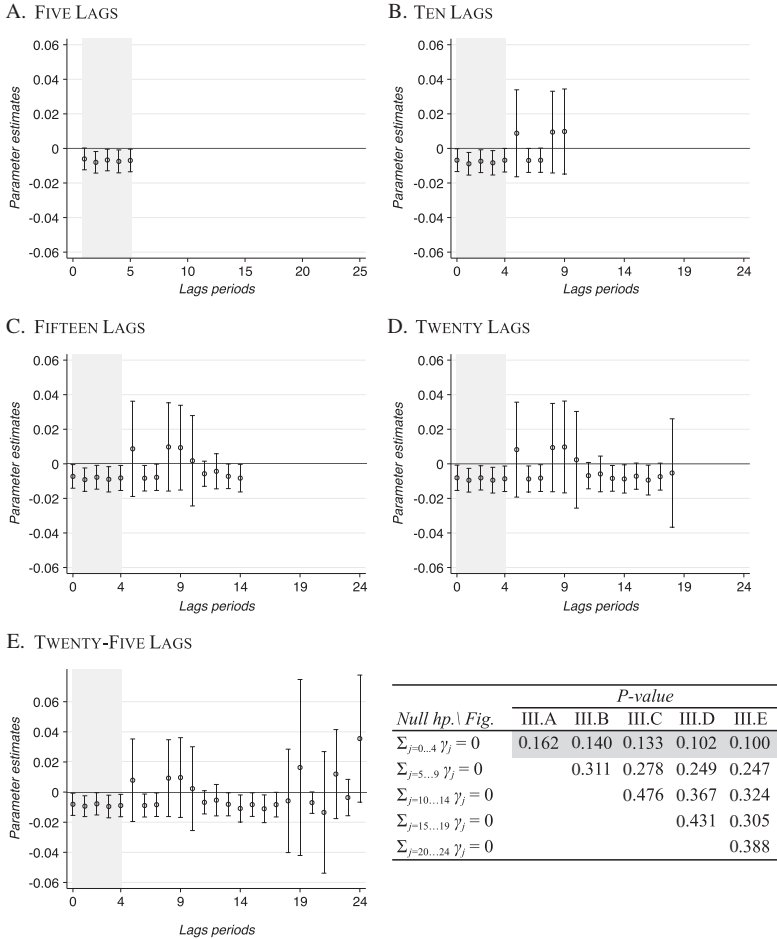 A. FIVE LAGS
0.06
0.04
0.02
0
-0.02
-0.04
-0.06
Parameter estimates
0 5 10 15 20 25
Lags periods
B. TEN LAGS
0.06
0.04
0.02
0
-0.02
-0.04
-0.06
Parameter estimates
0 4 9 14 19 24
Lags periods
C. FIFTEEN LAGS
0.06
0.04
0.02
0
-0.02
-0.04
-0.06
Parameter estimates
0 4 9 14 19 24
Lags periods
D. TWENTY LAGS
0.06
0.04
0.02
0
-0.02
-0.04
-0.06
Parameter estimates
0 4 9 14 19 24
Lags periods
E. TWENTY-FIVE LAGS
0.06
0.04
0.02
0
-0.02
-0.04
-0.06
Parameter estimates
0 4 9 14 19 24
Lags periods
P-value
Null hp.\ Fig. III.A III.B III.C III.D III.E
Σj=0...4 γj = 0 0.162 0.140 0.133 0.102 0.100
Σj=5...9 γj = 0 0.311 0.278 0.249 0.247
Σj=10...14 γj = 0 0.476 0.367 0.324
Σj=15...19 γj = 0 0.431 0.305
Σj=20...24 γj = 0 0.388